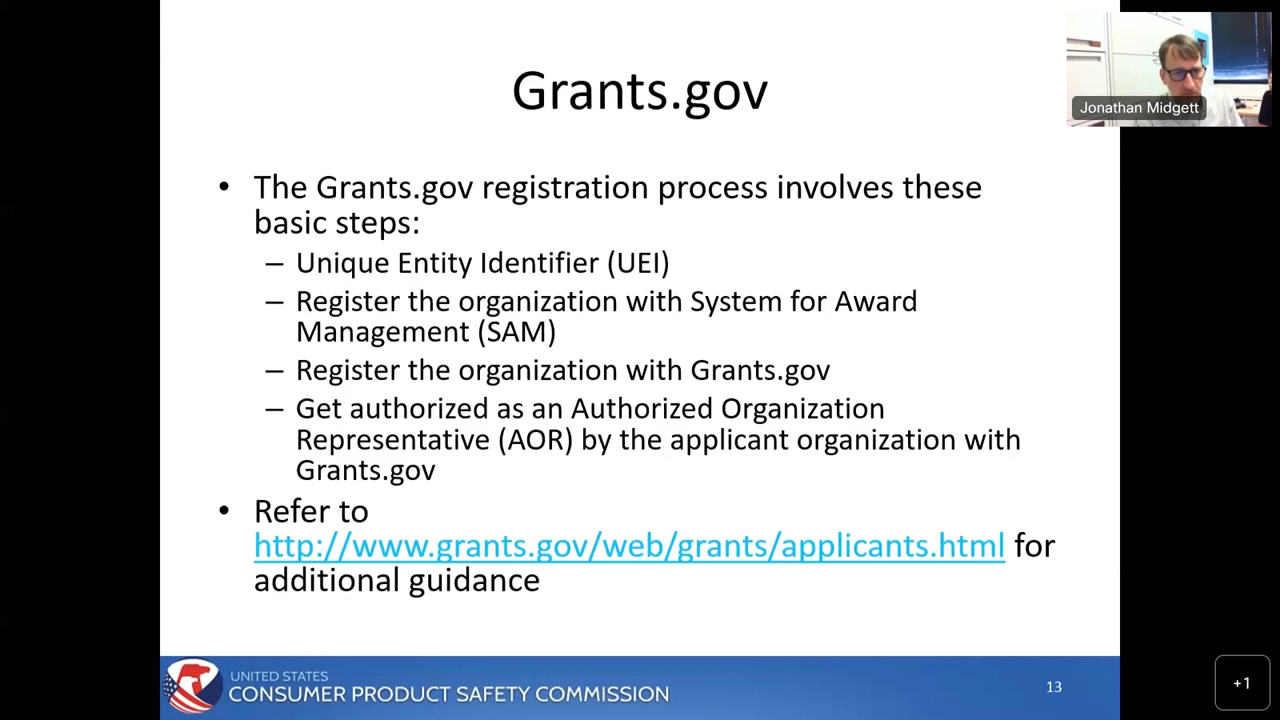 Grants.gov
Jonathan Midgett
• The Grants.gov registration process involves these
basic steps:
– Unique Entity Identifier (UEI)
– Register the organization with System for Award
Management (SAM)
– Register the organization with Grants.gov
– Get authorized as an Authorized Organization
Representative (AOR) by the applicant organization with
Grants.gov
• Refer to
http://www.grants.gov/web/grants/applicants.html for
additional guidance
UNITED STATES
CONSUMER PRODUCT SAFETY COMMISSION
13
+1